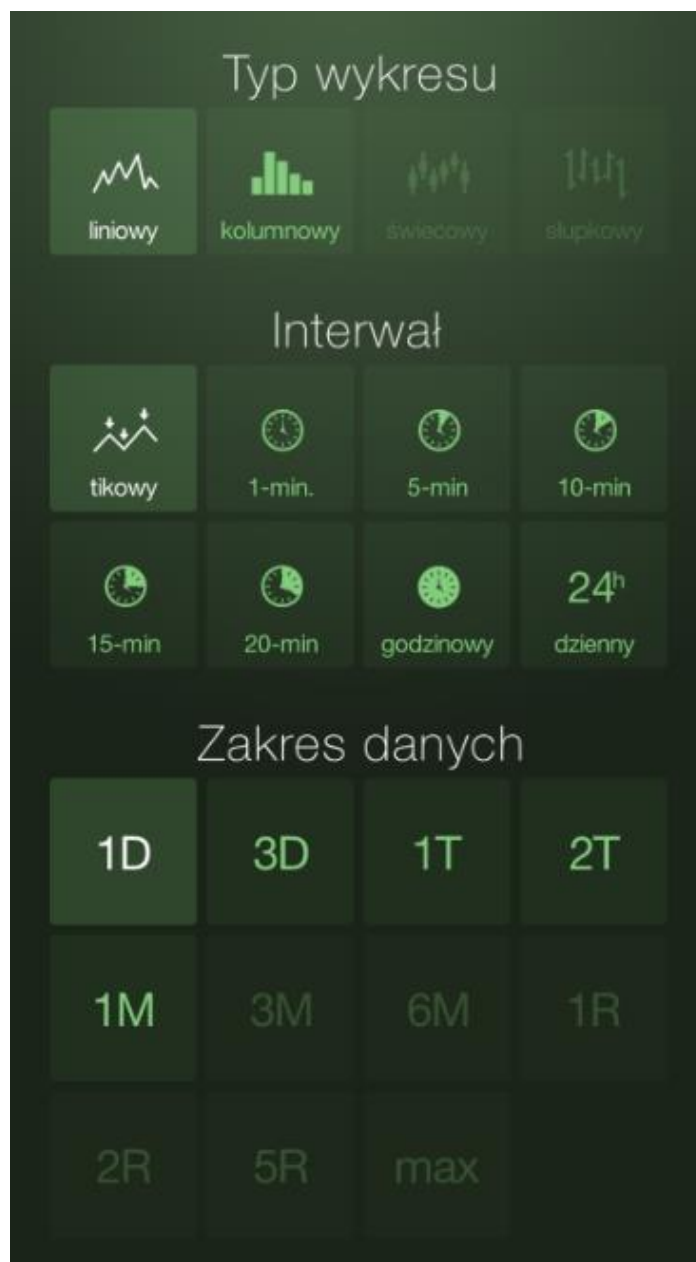 Typ wykresu
liniowy kolumnowy świecowy słupkowy
Interwał
tikowy 1-min. 5-min 10-min
24h
15-min 20-min godzinowy dzienny
Zakres danych
1D 3D 1T 2T
1M 3M 6M 1R
2R 5R max